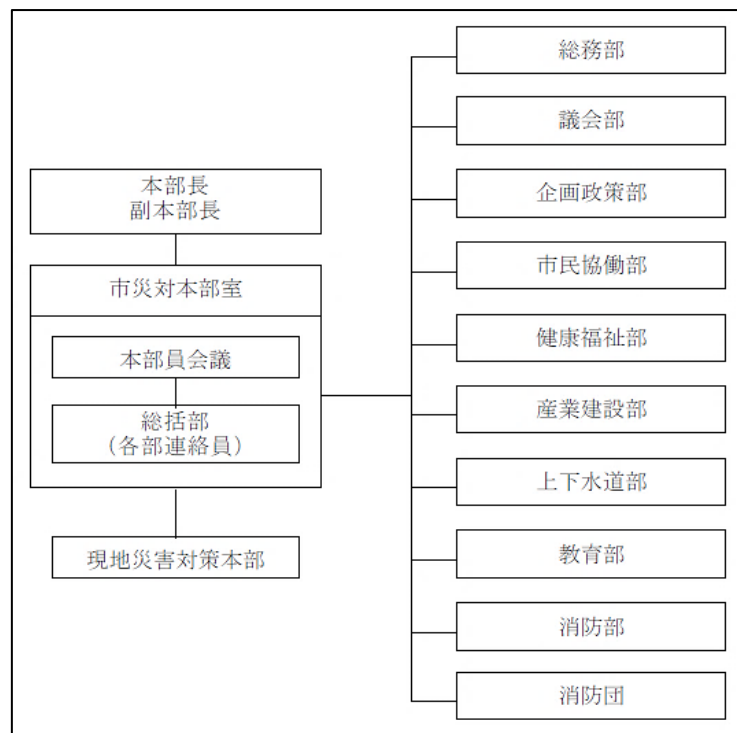 本部長
副本部長
市災対本部室
本部員会議
総括部
（各部連絡員）
現地災害対策本部
総務部
議会部
企画政策部
市民協働部
健康福祉部
産業建設部
上下水道部
教育部
消防部
消防団